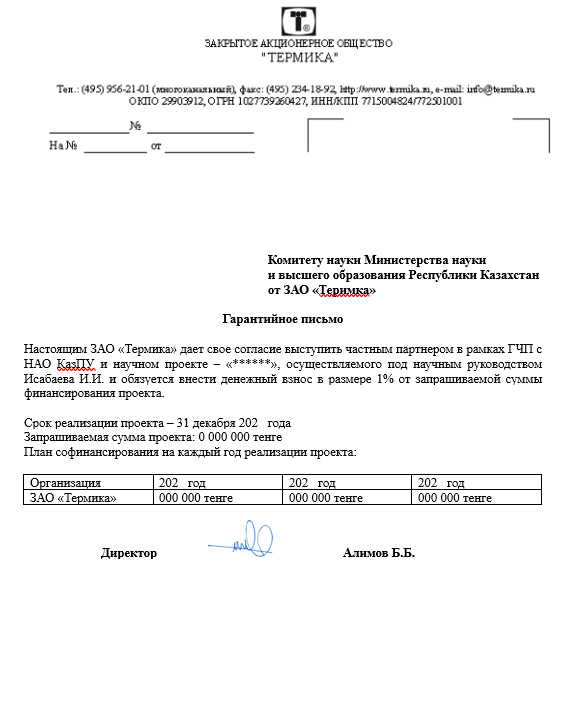 Т.
ЗАКРЫТОЕ АКЦИОНЕРНОЕ ОБЩЕСТВО
"ТЕРМИКА"
Тел.: (495) 956-21-01 (многоканальный), факс: (495) 234-18-92, http://www.termika.ru, e-mail: info@termika.ru
ОКПО 29903912, ОГРН 1027739260427, ИНН/КПП 7715004824/772501001
____________ № ________________
На № __________ от ______________
Комитету науки Министерства науки
и высшего образования Республики Казахстан
от ЗАО «Теримка»
Гарантийное письмо
Настоящим ЗАО «Термика» дает свое согласие выступить частным партнером в рамках ГЧП с
НАО КазПУ и научном проекте – «******», осуществляемого под научным руководством
Исабаева И.И. и обязуется внести денежный взнос в размере 1% от запрашиваемой суммы
финансирования проекта.
Срок реализации проекта – 31 декабря 202   года
Запрашиваемая сумма проекта: 0 000 000 тенге
План софинансирования на каждый год реализации проекта:
Организация 202   год 202   год 202   год
ЗАО «Термика» 000 000 тенге 000 000 тенге 000 000 тенге
Директор Алимов Б.Б.